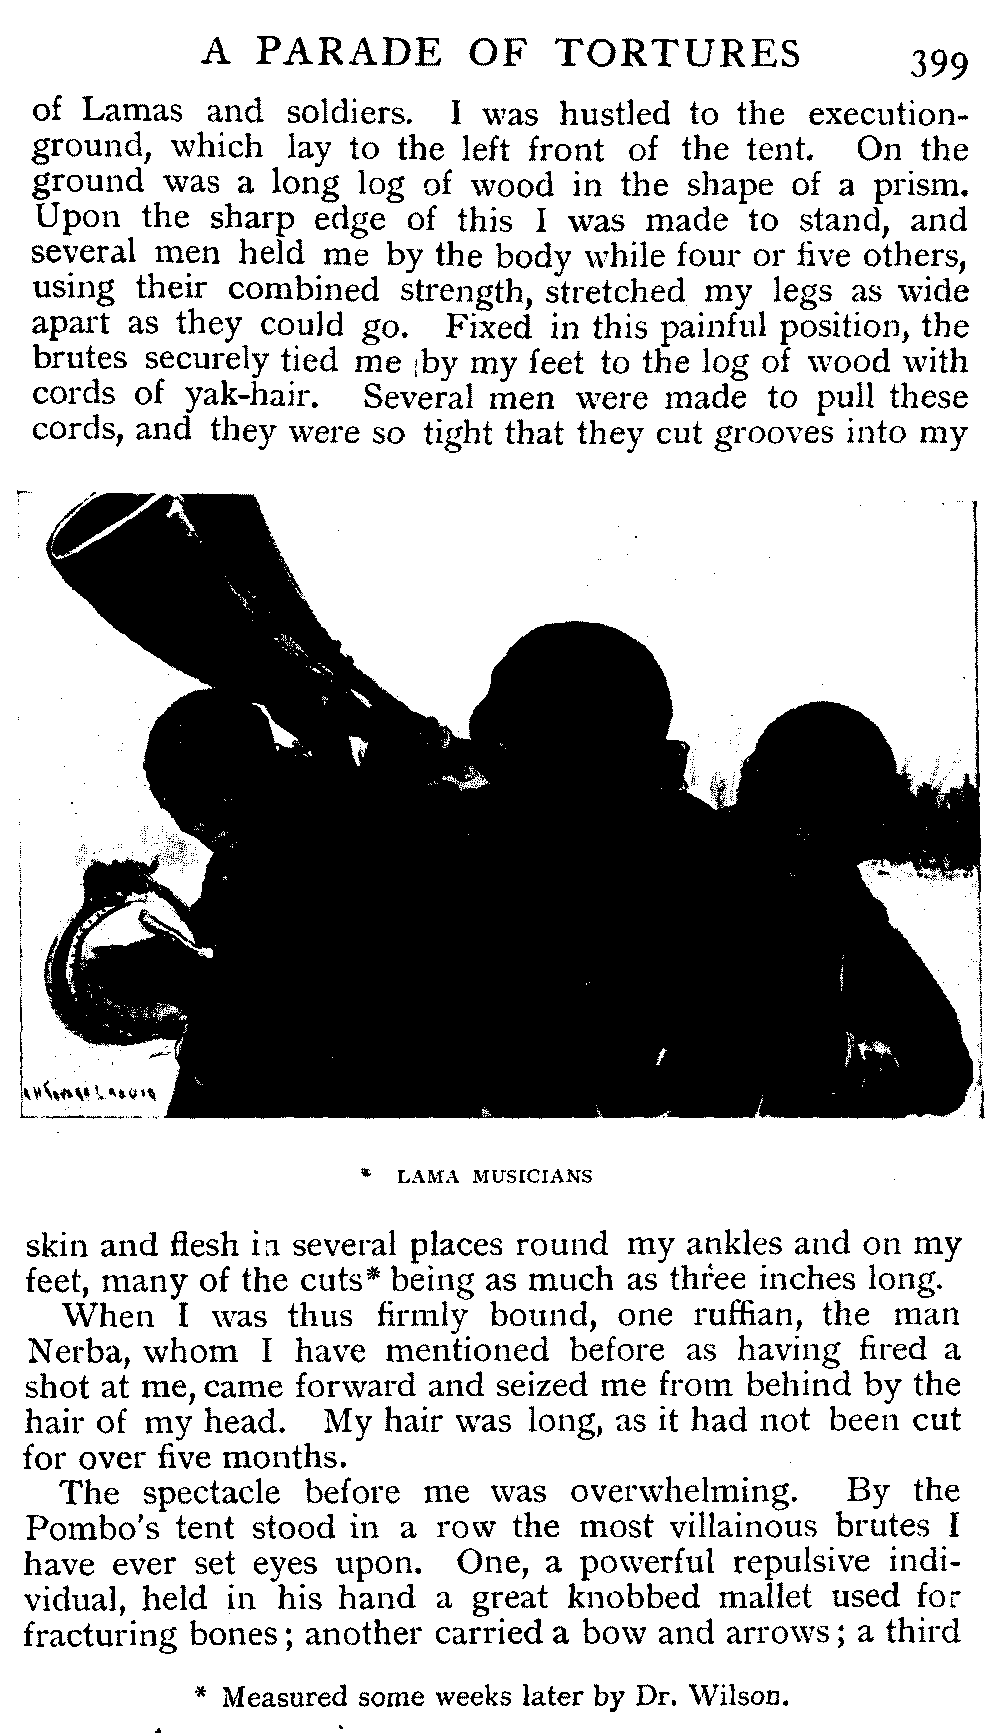 A PARADE OF TORTURES 399
of Lamas and soldiers. I was hustled to the execution-
ground, which lay to the left front of the tent. On the
ground was a long log of wood in the shape of a prism.
Upon the sharp edge of this I was made to stand, and
several men held me by the body while four or five others,
using their combined strength, stretched my legs as wide
apart as they could go. Fixed in this painful position, the
brutes securely tied me by my feet to the log of wood with
cords of yak-hair. Several men were made to pull these
cords, and they were so tight that they cut grooves into my
* LAMA MUSICIANS
skin and flesh in several places round my ankles and on my
feet, many of the cuts* being as much as three inches long.
When I was thus firmly bound, one ruffian, the man
Nerba, whom I have mentioned before as having fired a
shot at me, came forward and seized me from behind by the
hair of my head. My hair was long, as it had not been cut
for over five months.
The spectacle before me was overwhelming. By the
Pombo's tent stood in a row the most villainous brutes I
have ever set eyes upon. One, a powerful repulsive indi-
vidual, held in his hand a great knobbed mallet used for
fracturing bones; another carried a bow and arrows; a third
* Measured some weeks later by Dr. Wilson.